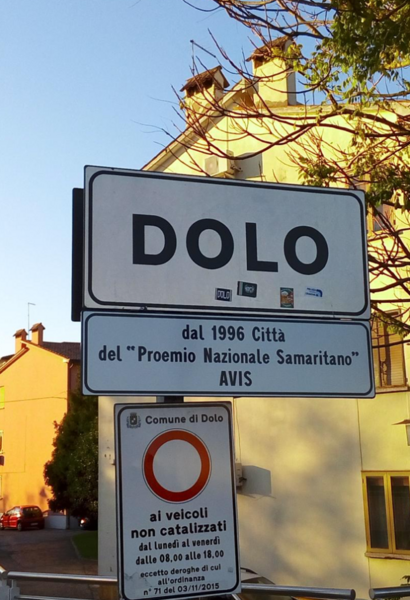 DOLO
DOLO
dal 1996 Città
del "Proemio Nazionale Samaritano"
AVIS
Comune di Dolo
ai veicoli
non catalizzati
dal lunedì al venerdì
dalle 08,00 alle 18,00
eccetto deroghe di cui
all'ordinanza
n° 71 del 03/11/2015